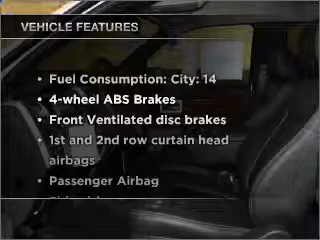 VEHICLE FEATURES
• Fuel Consumption: City: 14
• 4-wheel ABS Brakes
• Front Ventilated disc brakes
• 1st and 2nd row curtain head
airbags
• Passenger Airbag